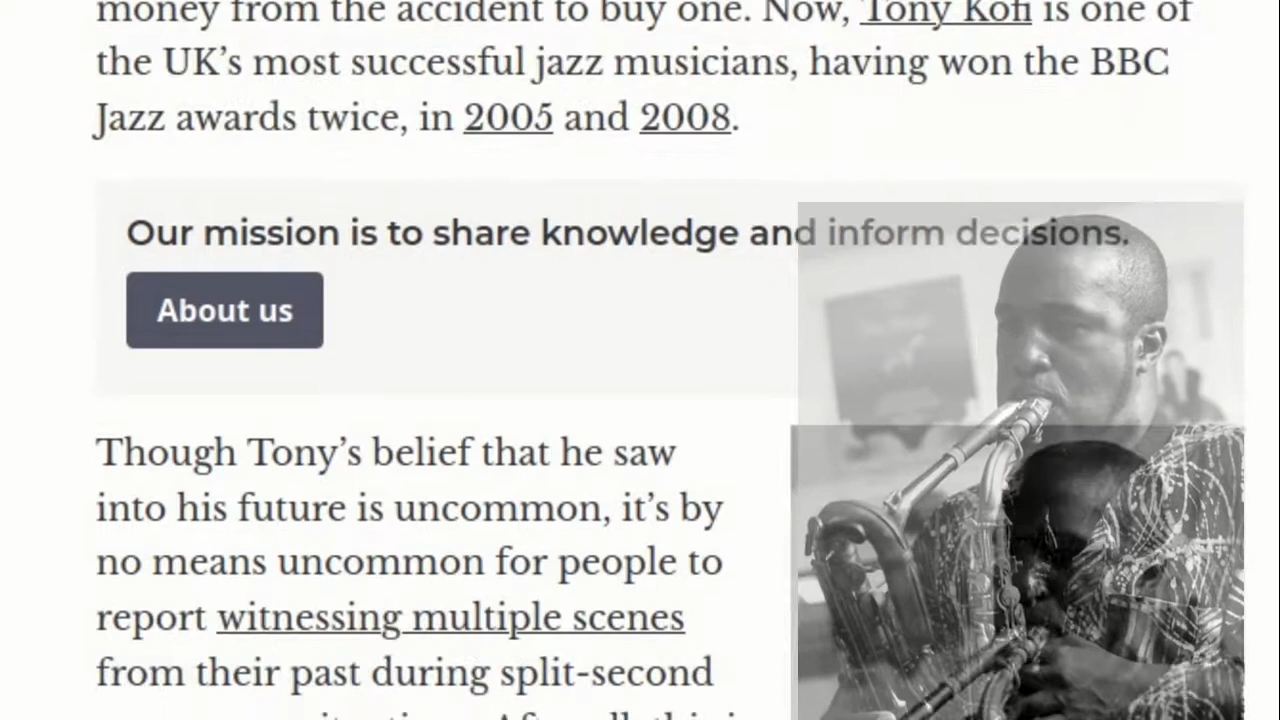 money from the accident to buy one. Now, Tony Kofi is one of
the UK’s most successful jazz musicians, having won the BBC
Jazz awards twice, in 2005 and 2008.
Our mission is to share knowledge and inform decisions.
About us
Though Tony’s belief that he saw
into his future is uncommon, it’s by
no means uncommon for people to
report witnessing multiple scenes
from their past during split-second